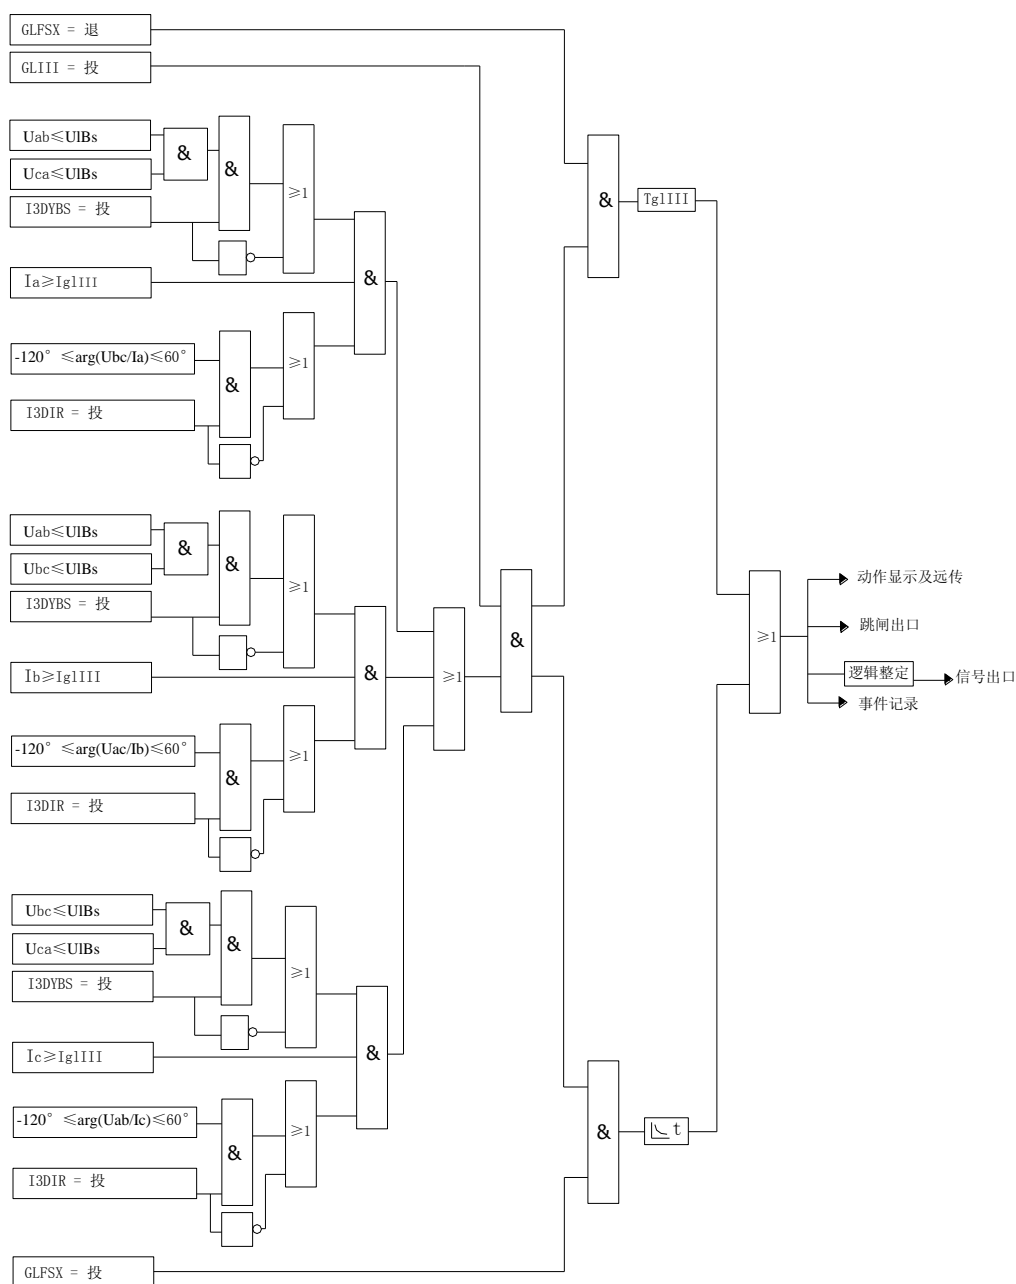 GLFSX = 退
GLIII = 投
Uab≤UlBs
Uca≤UlBs
I3DYBS = 投
&
&
≥1
Ia≥IglIII
&
-120° ≤arg(Ubc/Ia)≤60°
I3DIR = 投
&
≥1
Uab≤UlBs
Ubc≤UlBs
I3DYBS = 投
&
&
≥1
Ib≥IglIII
&
-120° ≤arg(Uac/Ib)≤60°
I3DIR = 投
&
≥1
Ubc≤UlBs
Uca≤UlBs
I3DYBS = 投
&
&
≥1
Ic≥IglIII
&
-120° ≤arg(Uab/Ic)≤60°
I3DIR = 投
&
≥1
GLFSX = 投
≥1
&
&
TglIII
&
t
≥1
动作显示及远传
跳闸出口
逻辑整定
信号出口
事件记录